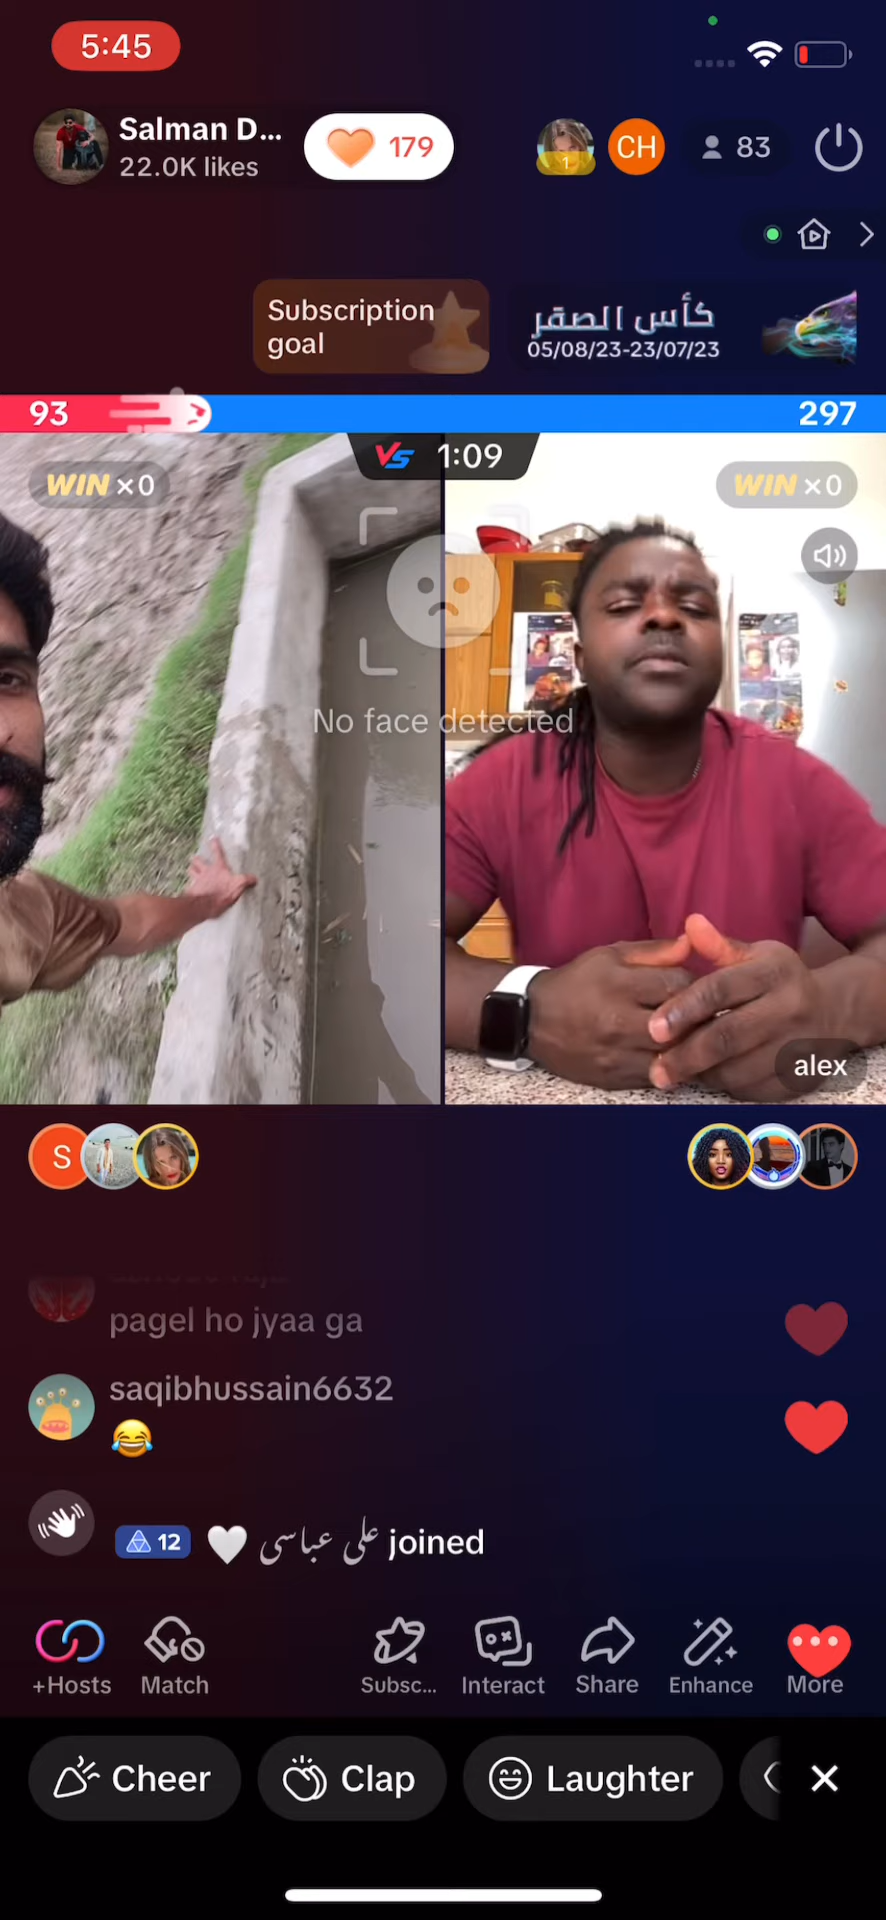 5:45
Salman D...
22.0K likes
179
1
CH
83
Subscription
goal
كأس الصقر
05/08/23-23/07/23
93
297
VS 1:09
WIN ×0
WIN ×0
No face detected
alex
S
pagel ho jyaa ga
saqibhussain6632
😂
12 🤍 علی عباسی joined
+Hosts
Match
Subsc...
Interact
Share
Enhance
More
Cheer
Clap
Laughter